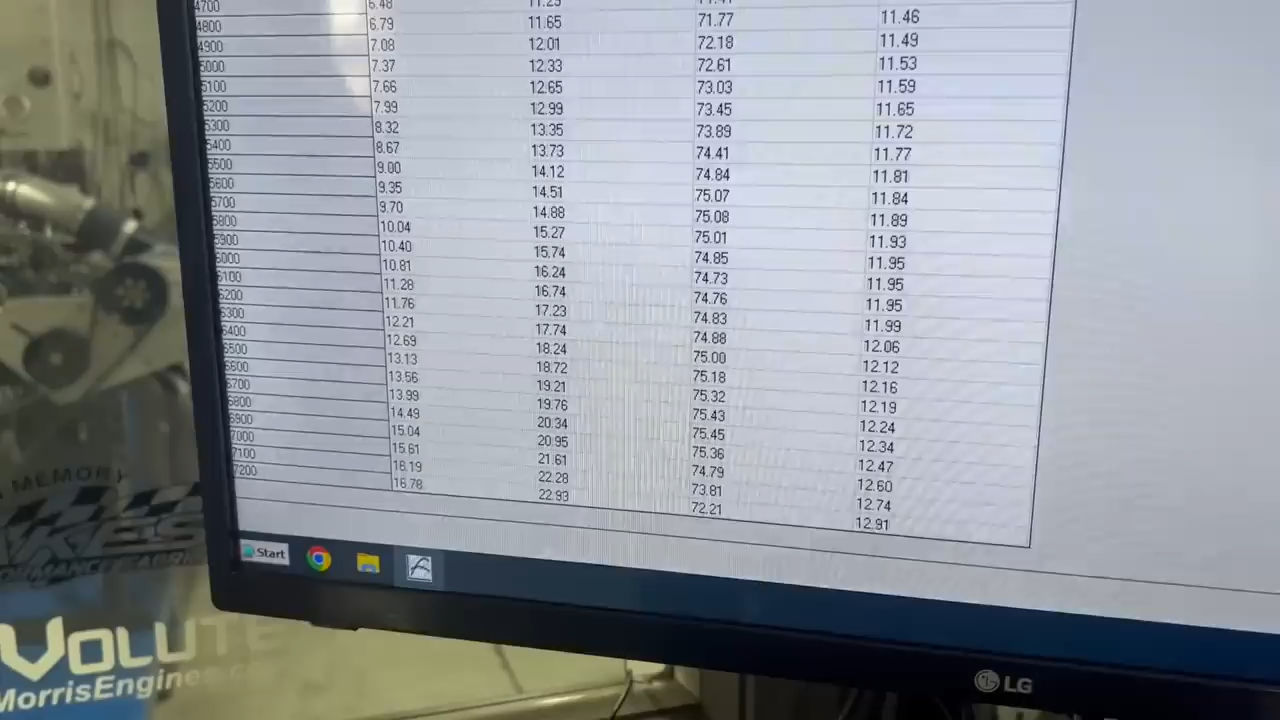 4700 6.48
4800 6.79 11.65 71.77 11.46
4900 7.08 12.01 72.18 11.49
5000 7.37 12.33 72.61 11.53
5100 7.66 12.65 73.03 11.59
5200 7.99 12.99 73.45 11.65
5300 8.32 13.35 73.89 11.72
5400 8.67 13.73 74.41 11.77
5500 9.00 14.12 74.84 11.81
5600 9.35 14.51 75.07 11.84
5700 9.70 14.88 75.08 11.89
5800 10.04 15.27 75.01 11.93
5900 10.40 15.74 74.85 11.95
6000 10.81 16.24 74.73 11.95
6100 11.28 16.74 74.76 11.95
6200 11.76 17.23 74.83 11.99
6300 12.21 17.74 74.88 12.06
6400 12.69 18.24 75.00 12.12
6500 13.13 18.72 75.18 12.16
6600 13.56 19.21 75.32 12.19
6700 13.99 19.76 75.43 12.24
6800 14.49 20.34 75.45 12.34
6900 15.04 20.95 75.36 12.47
7000 15.61 21.61 74.79 12.60
7100 16.19 22.28 73.81 12.74
7200 16.78 22.93 72.21 12.91
MEMORY
Start
VOLUTE
MorrisEngines
LG